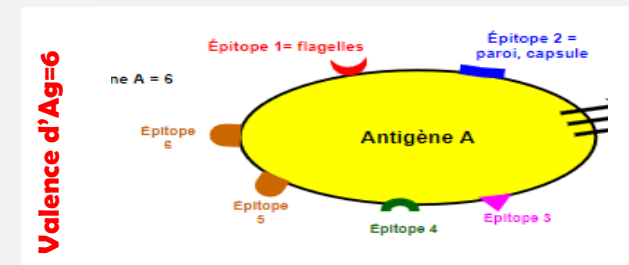 Valence d'Ag=6
Épitope 1= flagelles
Épitope 2 =
paroi, capsule
ne A = 6
Épitope
6
Antigène A
Épitope
5
Épitope 4
Épitope 3